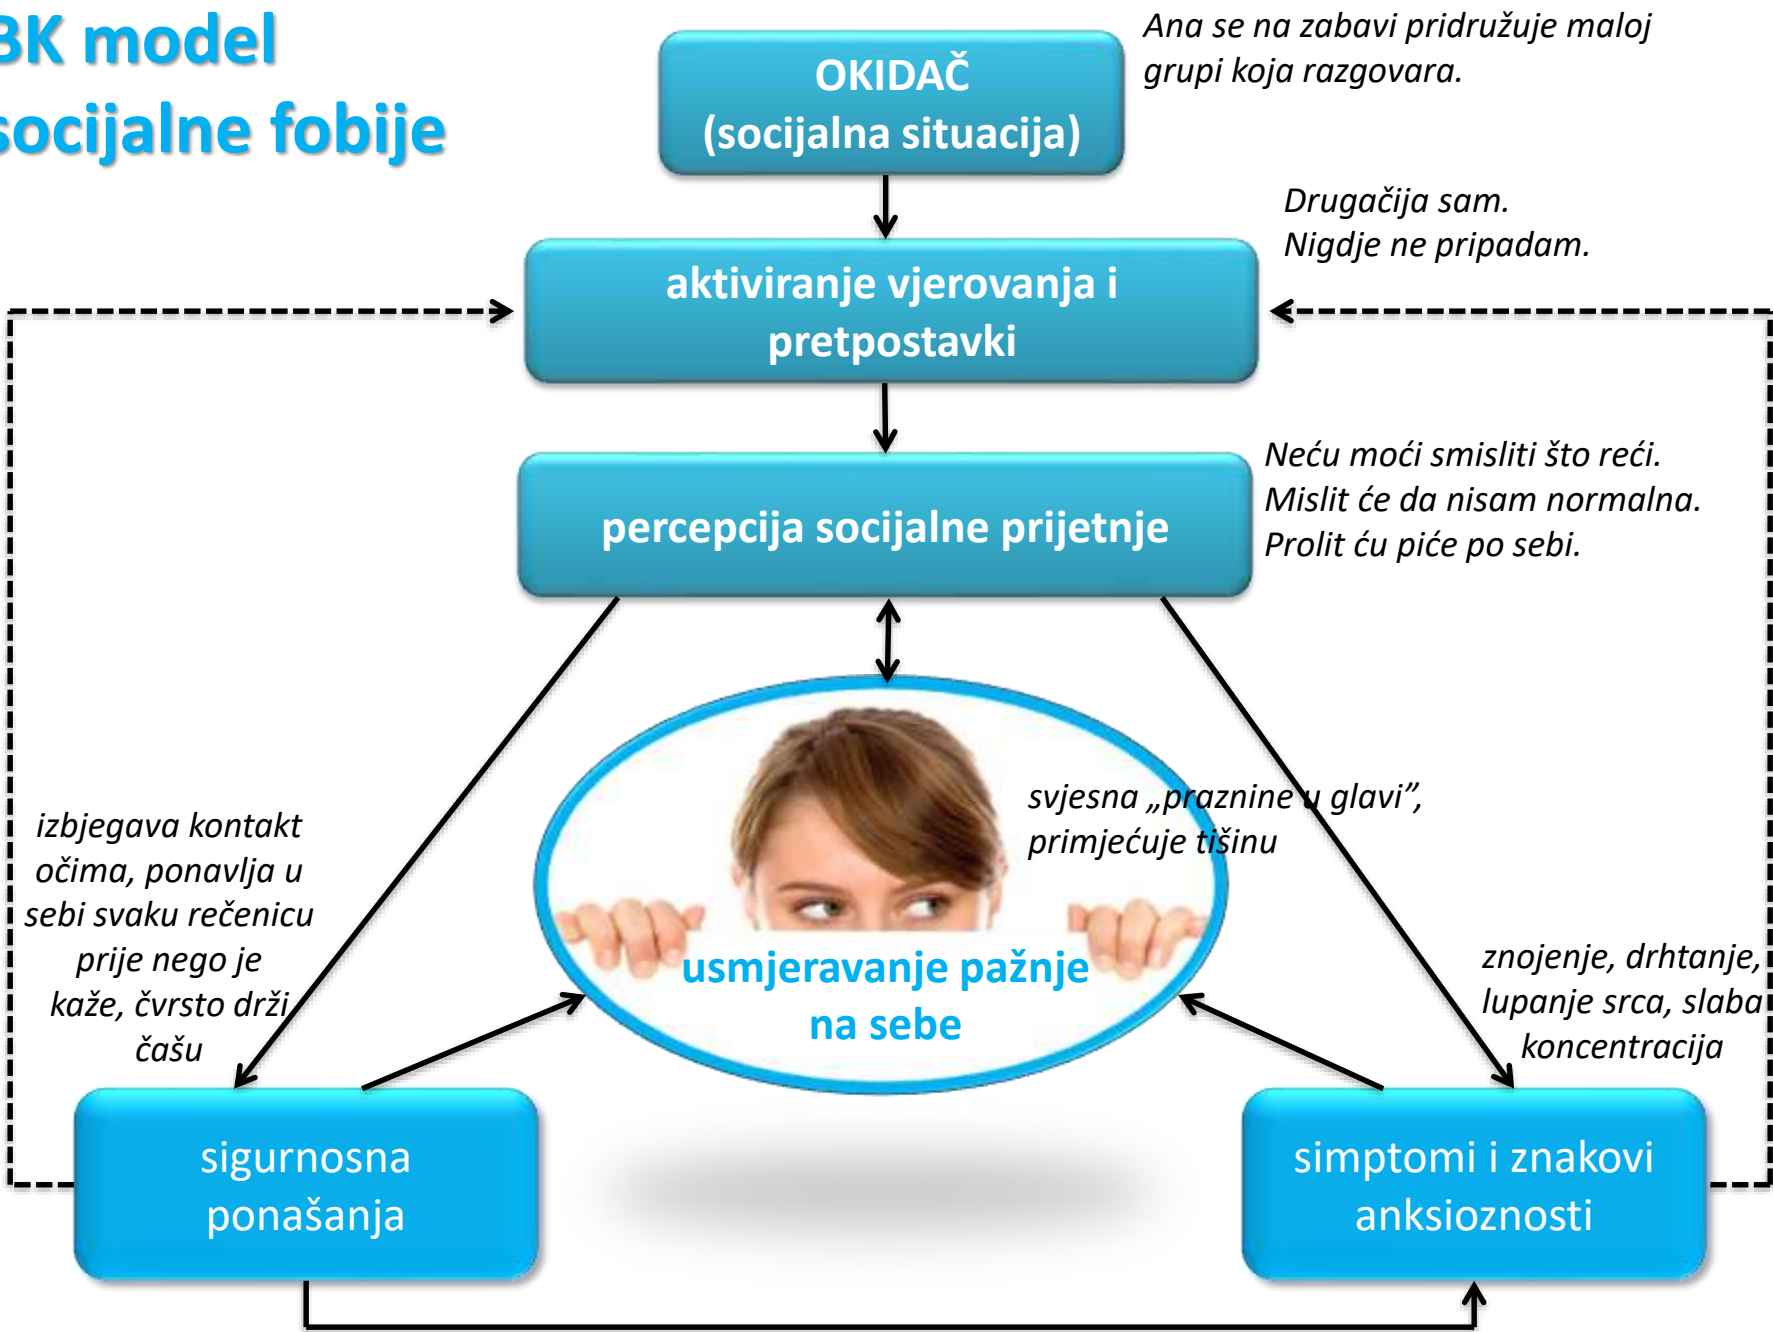 BK model
socijalne fobije
Ana se na zabavi pridružuje maloj
grupi koja razgovara.
OKIDAČ
(socijalna situacija)
Drugačija sam.
Nigdje ne pripadam.
aktiviranje vjerovanja i
pretpostavki
Neću moći smisliti što reći.
Mislit će da nisam normalna.
Prolit ću piće po sebi.
percepcija socijalne prijetnje
svjesna „praznine u glavi”,
primjećuje tišinu
izbjegava kontakt
očima, ponavlja u
sebi svaku rečenicu
prije nego je
kaže, čvrsto drži
čašu
usmjeravanje pažnje
na sebe
znojenje, drhtanje,
lupanje srca, slaba
koncentracija
sigurnosna
ponašanja
simptomi i znakovi
anksioznosti